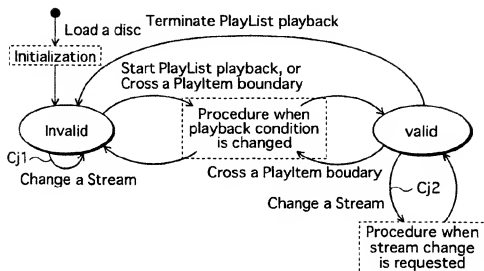 Terminate PlayList playback
Load a disc
Initialization
Start PlayList playback, or
Cross a PlayItem boundary
Invalid
Procedure when
playback condition
is changed
valid
Cj1
Change a Stream
Cross a PlayItem boudary
Cj2
Change a Stream
Procedure when
stream change
is requested